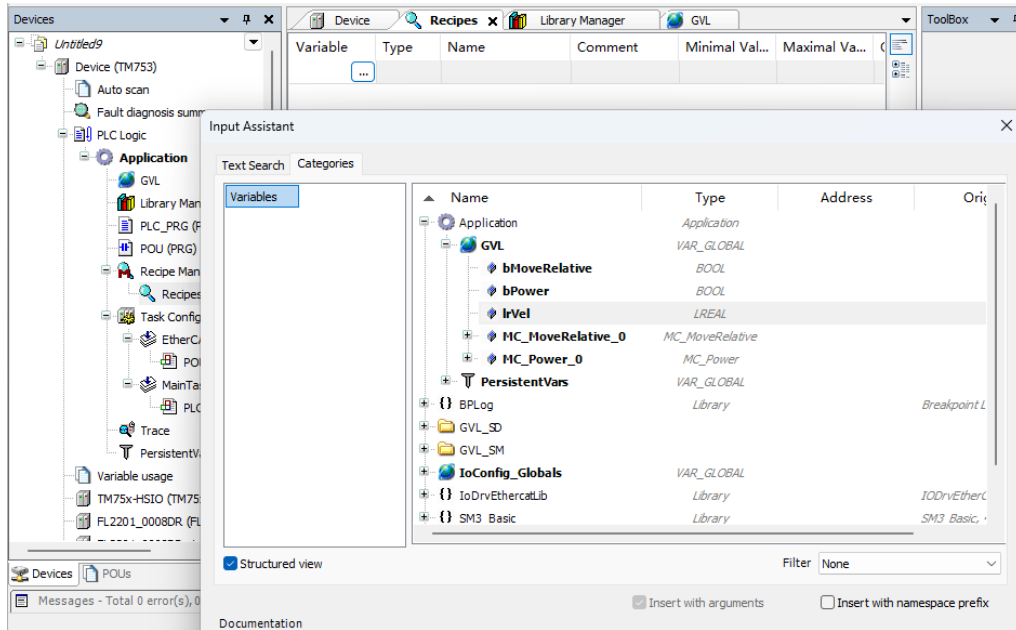 Devices
Device
Recipes
Library Manager
GVL
ToolBox
Untitled9
Device (TM753)
Auto scan
Fault diagnosis summ
PLC Logic
Application
GVL
Library Man
PLC_PRG (P
POU (PRG)
Recipe Man
Recipes
Task Config
EtherCA
PO
MainTas
PLC
Trace
PersistentVa
Variable usage
TM75x-HSIO (TM75x
FL2201_0008DR (FL
Devices
POUs
Messages - Total 0 error(s), 0
Variable Type Name Comment Minimal Val... Maximal Va...
...
Input Assistant
Text Search
Categories
Variables
Name Type Address Orig
Application Application
GVL VAR_GLOBAL
bMoveRelative BOOL
bPower BOOL
lrVel LREAL
MC_MoveRelative_0 MC_MoveRelative
MC_Power_0 MC_Power
PersistentVars VAR_GLOBAL
{} BPLog Library Breakpoint L
GVL_SD
GVL_SM
IoConfig_Globals VAR_GLOBAL
{} IoDrvEthercatLib Library IODrvEtherC
{} SM3_Basic Library SM3_Basic,
Structured view
Filter None
Insert with arguments
Insert with namespace prefix
Documentation